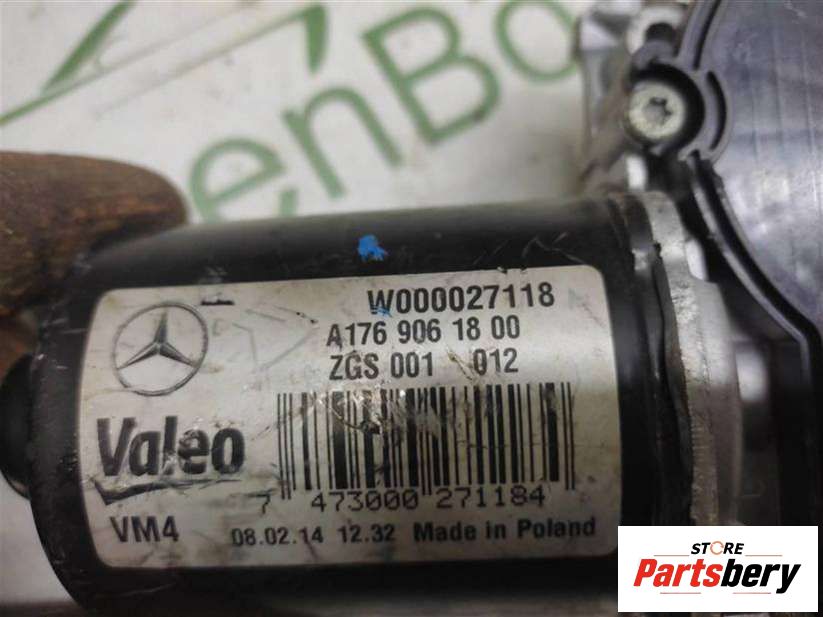 enBo
W000027118
A176 906 18 00
ZGS 001 012
Valeo
7 473000 271184
VM4 08.02.14 12.32 Made in Poland
STORE
Partsbery